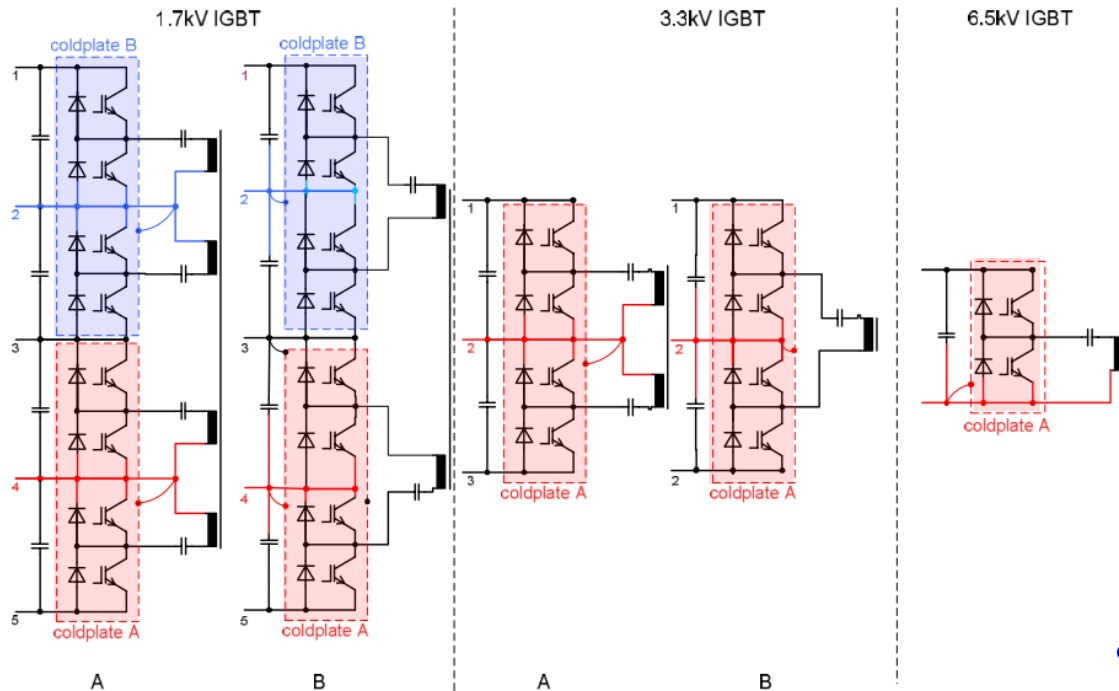 1.7kV IGBT
3.3kV IGBT
6.5kV IGBT
coldplate B
coldplate B
1
2
3
4
5
coldplate A
1
2
3
4
5
coldplate A
1
2
3
coldplate A
1
2
2
coldplate A
coldplate A
A
B
A
B